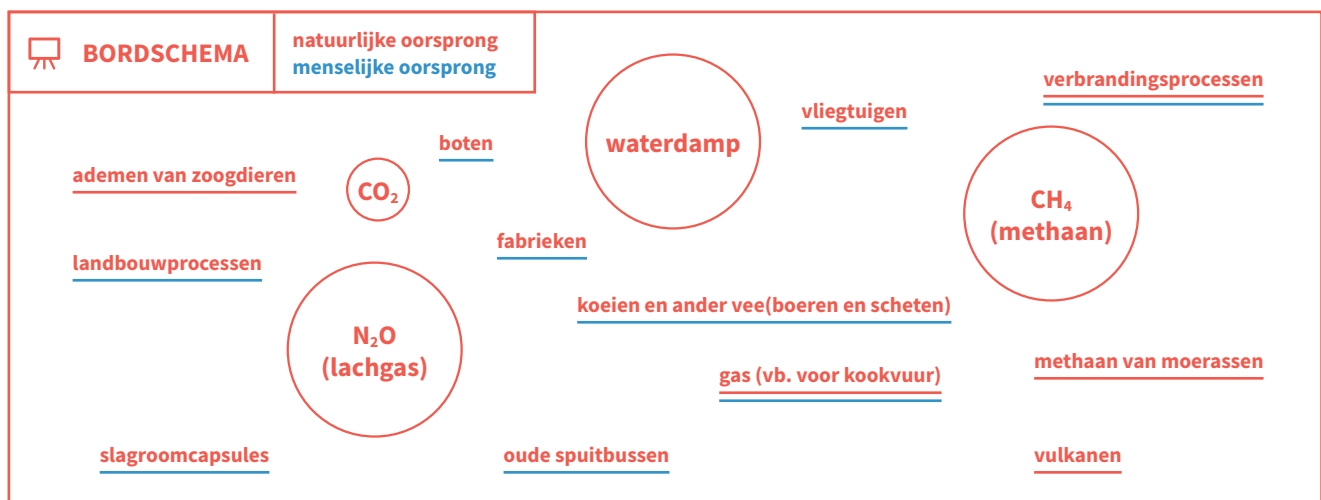 BORDSCHEMA
natuurlijke oorsprong
menselijke oorsprong
verbrandingsprocessen
vliegtuigen
boten
waterdamp
ademen van zoogdieren
CO₂
CH₄
(methaan)
fabrieken
landbouwprocessen
koeien en ander vee(boeren en scheten)
N₂O
(lachgas)
methaan van moerassen
gas (vb. voor kookvuur)
slagroomcapsules
oude spuitbussen
vulkanen